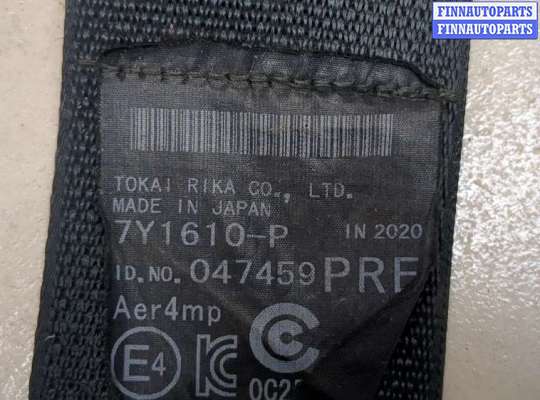 FINNAUTOPARTS
FINNAUTOPARTS
TOKAI RIKA CO., LTD.
MADE IN JAPAN
7Y1610-P IN 2020
ID.NO. 047459 PRF
Aer4mp
E4